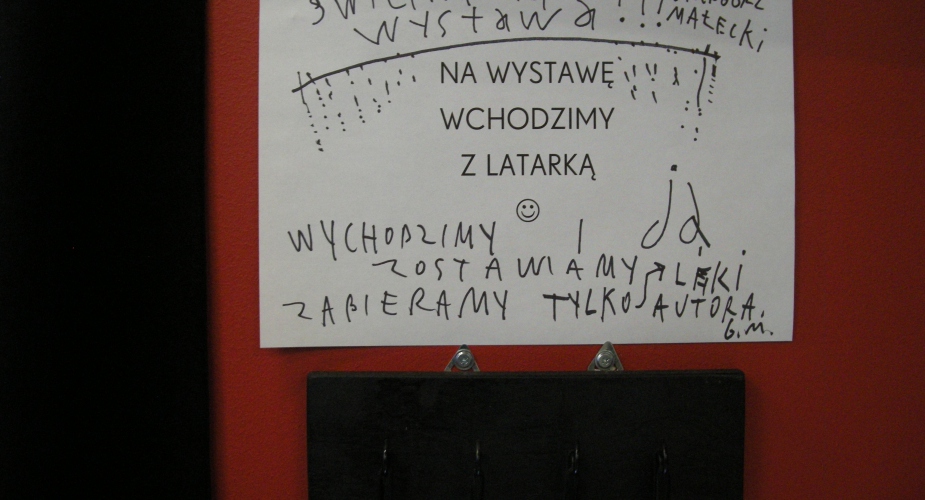 wystawa!!! MAŁECKI
NA WYSTAWĘ
WCHODZIMY
Z LATARKĄ
ją
WYCHODZIMY I
ZOSTAWIAMY LĘKI
ZABIERAMY TYLKO AUTORA.
G.M.